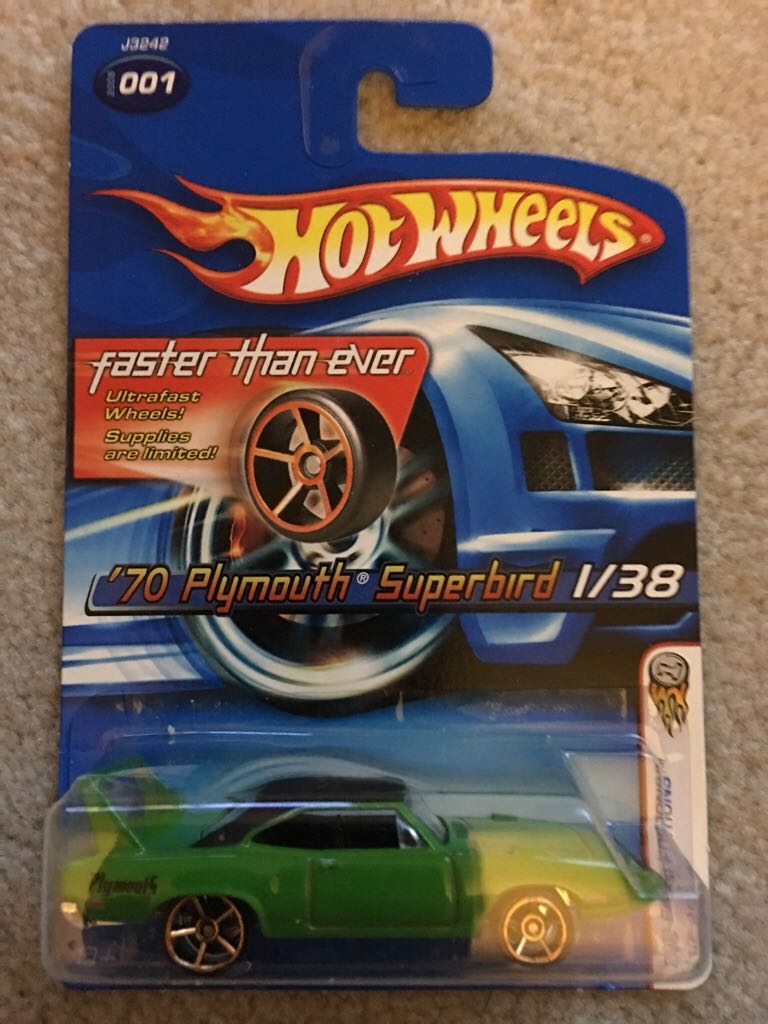 J3242
2006
001
HOT WHEELS®
faster than ever
Ultrafast
Wheels!
Supplies
are limited!
'70 Plymouth® Superbird 1/38
Plymouth